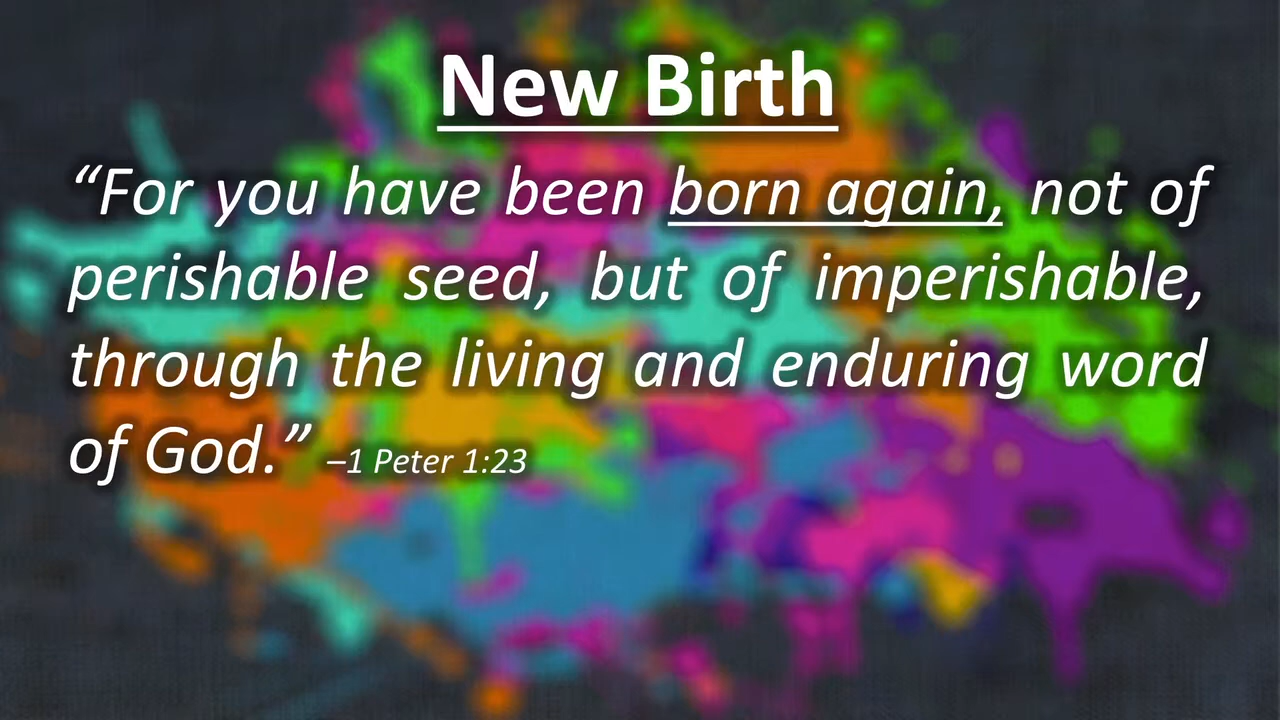 New Birth
“For you have been born again, not of
perishable seed, but of imperishable,
through the living and enduring word
of God.” –1 Peter 1:23